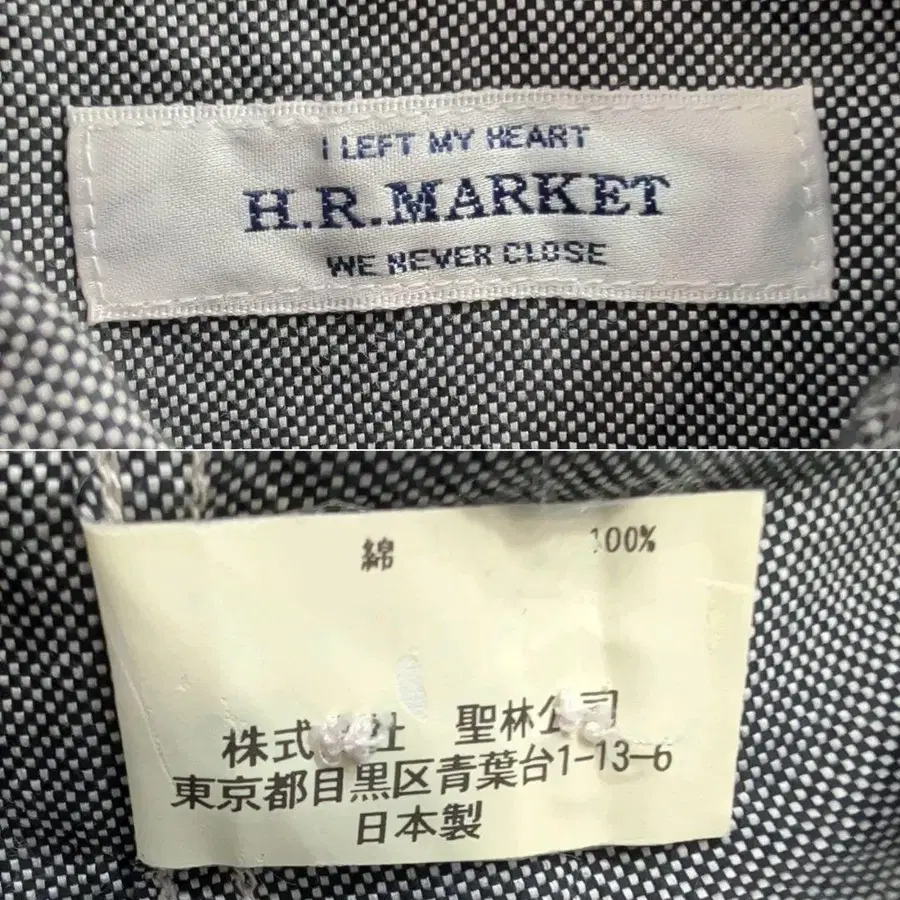 I LEFT MY HEART
H.R.MARKET
WE NEVER CLOSE
綿 100%
株式会社 聖林公司
東京都目黒区青葉台1-13-6
日本製